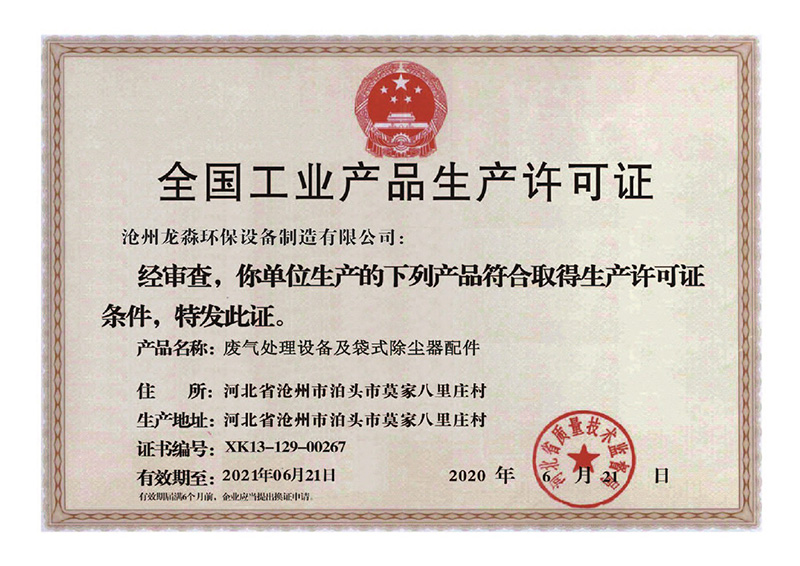 全国工业产品生产许可证
沧州龙淼环保设备制造有限公司：
经审查，你单位生产的下列产品符合取得生产许可证
条件，特发此证。
产品名称：废气处理设备及袋式除尘器配件
住 所：河北省沧州市泊头市莫家八里庄村
生产地址：河北省沧州市泊头市莫家八里庄村
证书编号：XK13-129-00267
有效期至：2021年06月21日
2020 年 6 月 21 日
有效期届满6个月前，企业应当提出换证申请。
河北省质量技术监督局